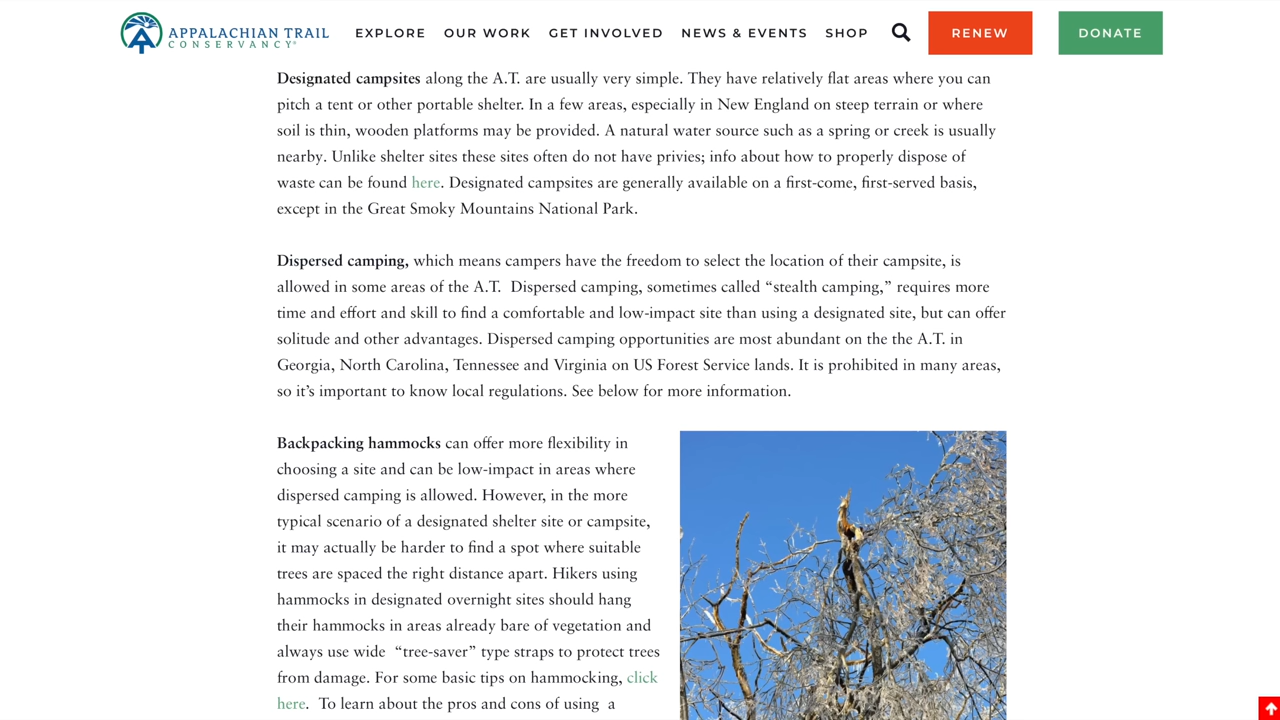 APPALACHIAN TRAIL
CONSERVANCY®
EXPLORE OUR WORK GET INVOLVED NEWS & EVENTS SHOP RENEW DONATE
Designated campsites along the A.T. are usually very simple. They have relatively flat areas where you can
pitch a tent or other portable shelter. In a few areas, especially in New England on steep terrain or where
soil is thin, wooden platforms may be provided. A natural water source such as a spring or creek is usually
nearby. Unlike shelter sites these sites often do not have privies; info about how to properly dispose of
waste can be found here. Designated campsites are generally available on a first-come, first-served basis,
except in the Great Smoky Mountains National Park.
Dispersed camping, which means campers have the freedom to select the location of their campsite, is
allowed in some areas of the A.T.  Dispersed camping, sometimes called “stealth camping,” requires more
time and effort and skill to find a comfortable and low-impact site than using a designated site, but can offer
solitude and other advantages. Dispersed camping opportunities are most abundant on the the A.T. in
Georgia, North Carolina, Tennessee and Virginia on US Forest Service lands. It is prohibited in many areas,
so it’s important to know local regulations. See below for more information.
Backpacking hammocks can offer more flexibility in
choosing a site and can be low-impact in areas where
dispersed camping is allowed. However, in the more
typical scenario of a designated shelter site or campsite,
it may actually be harder to find a spot where suitable
trees are spaced the right distance apart. Hikers using
hammocks in designated overnight sites should hang
their hammocks in areas already bare of vegetation and
always use wide  “tree-saver” type straps to protect trees
from damage. For some basic tips on hammocking, click
here.  To learn about the pros and cons of using  a